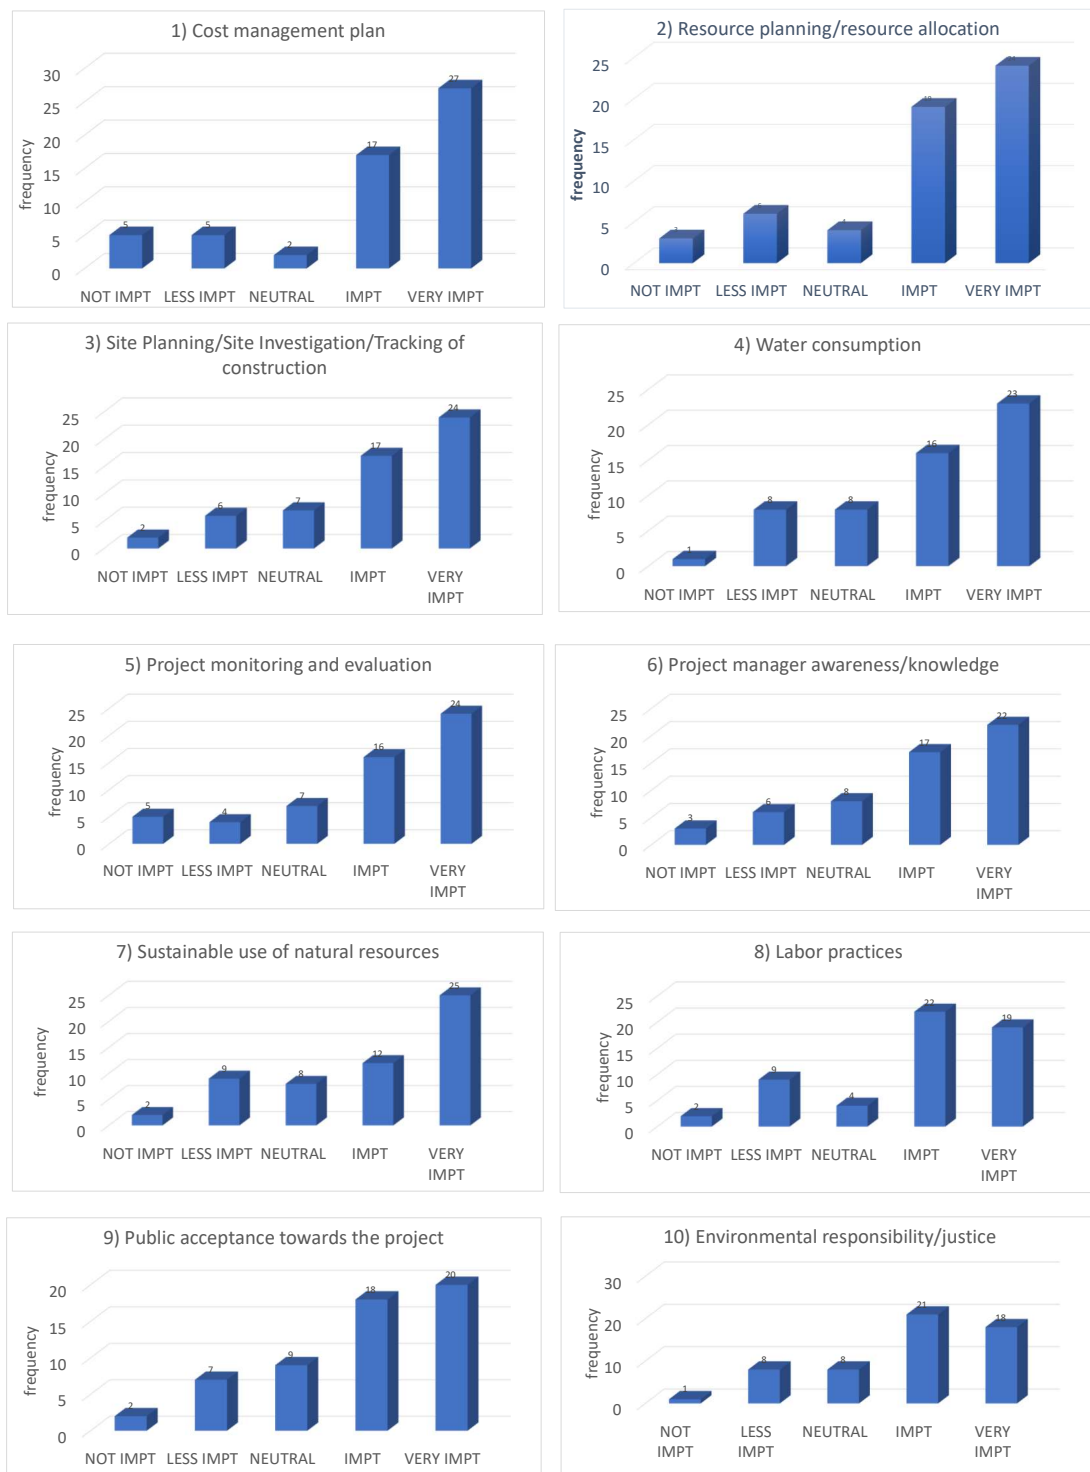 1) Cost management plan
frequency
30
25
20
15
10
5
0
27
17
5
5
2
NOT IMPT LESS IMPT NEUTRAL IMPT VERY IMPT
2) Resource planning/resource allocation
frequency
25
20
15
10
5
0
NOT IMPT LESS IMPT NEUTRAL IMPT VERY IMPT
3) Site Planning/Site Investigation/Tracking of
construction
frequency
25
20
15
10
5
0
2
6
7
17
24
NOT IMPT LESS IMPT NEUTRAL IMPT VERY
IMPT
4) Water consumption
frequency
25
20
15
10
5
0
1
8
8
16
23
NOT IMPT LESS IMPT NEUTRAL IMPT VERY IMPT
5) Project monitoring and evaluation
frequency
25
20
15
10
5
0
5
4
7
16
24
NOT IMPT LESS IMPT NEUTRAL IMPT VERY
IMPT
6) Project manager awareness/knowledge
frequency
25
20
15
10
5
0
3
6
8
17
22
NOT IMPT LESS IMPT NEUTRAL IMPT VERY
IMPT
7) Sustainable use of natural resources
frequency
25
20
15
10
5
0
2
9
8
12
25
NOT IMPT LESS IMPT NEUTRAL IMPT VERY
IMPT
8) Labor practices
frequency
25
20
15
10
5
0
2
9
4
22
19
NOT IMPT LESS IMPT NEUTRAL IMPT VERY
IMPT
9) Public acceptance towards the project
frequency
20
15
10
5
0
2
7
9
18
20
NOT IMPT LESS IMPT NEUTRAL IMPT VERY IMPT
10) Environmental responsibility/justice
frequency
30
20
10
0
1
8
8
21
18
NOT LESS NEUTRAL IMPT VERY
IMPT IMPT IMPT